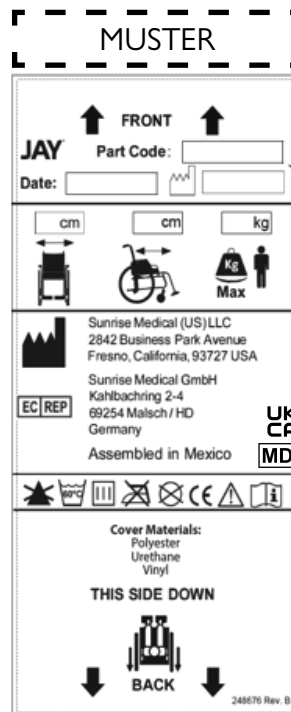 MUSTER
FRONT
JAY Part Code:
Date:
cm cm kg
Kg
Max
Sunrise Medical (US) LLC
2842 Business Park Avenue
Fresno, California, 93727 USA
Sunrise Medical GmbH
Kahlbachring 2-4
EC REP 69254 Malsch / HD
Germany
UK
CA
Assembled in Mexico MD
60°C CE i
Cover Materials:
Polyester
Urethane
Vinyl
THIS SIDE DOWN
BACK
248676 Rev. B